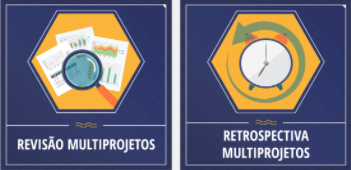 REVISÃO MULTIPROJETOS
RETROSPECTIVA
MULTIPROJETOS